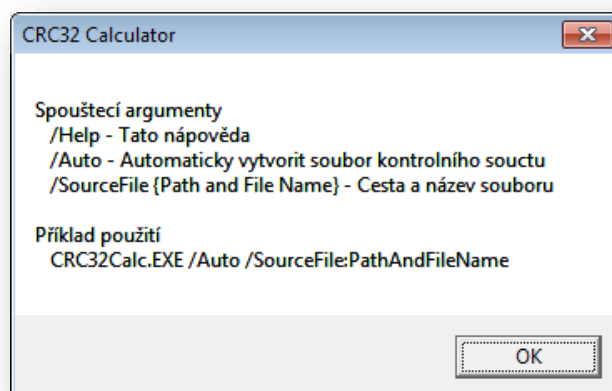 CRC32 Calculator
Spouštecí argumenty
/Help - Tato nápověda
/Auto - Automaticky vytvorit soubor kontrolního souctu
/SourceFile {Path and File Name} - Cesta a název souboru
Příklad použití
CRC32Calc.EXE /Auto /SourceFile:PathAndFileName
OK